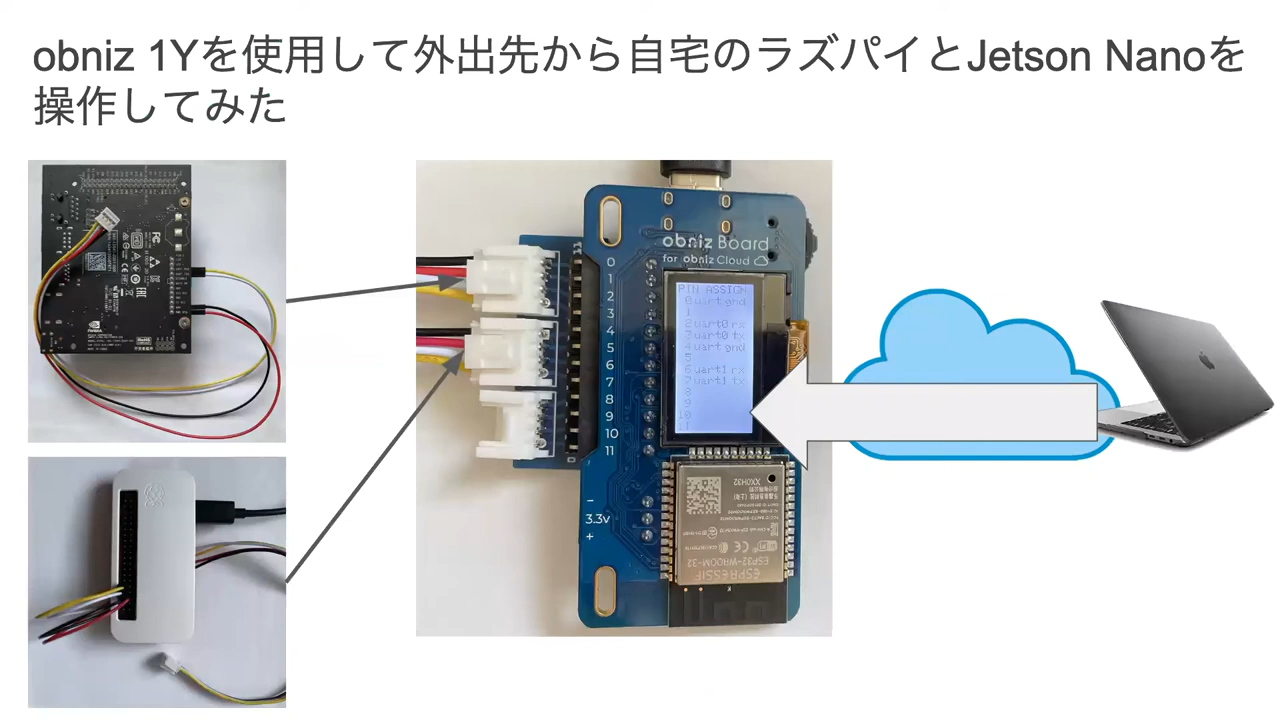 obniz 1Yを使用して外出先から自宅のラズパイとJetson Nanoを
操作してみた
obniz Board
for obniz Cloud
0
1
2
3
4
5
6
7
8
9
10
11
−
3.3v
+
PIN ASSIGN
0 uart gnd
1
2 uart0 rx
3 uart0 tx
4 uart gnd
5
6 uart1 rx
7 uart1 tx
8
9
10
XX0H32
ESP32-WROOM-32
ESPRESSIF